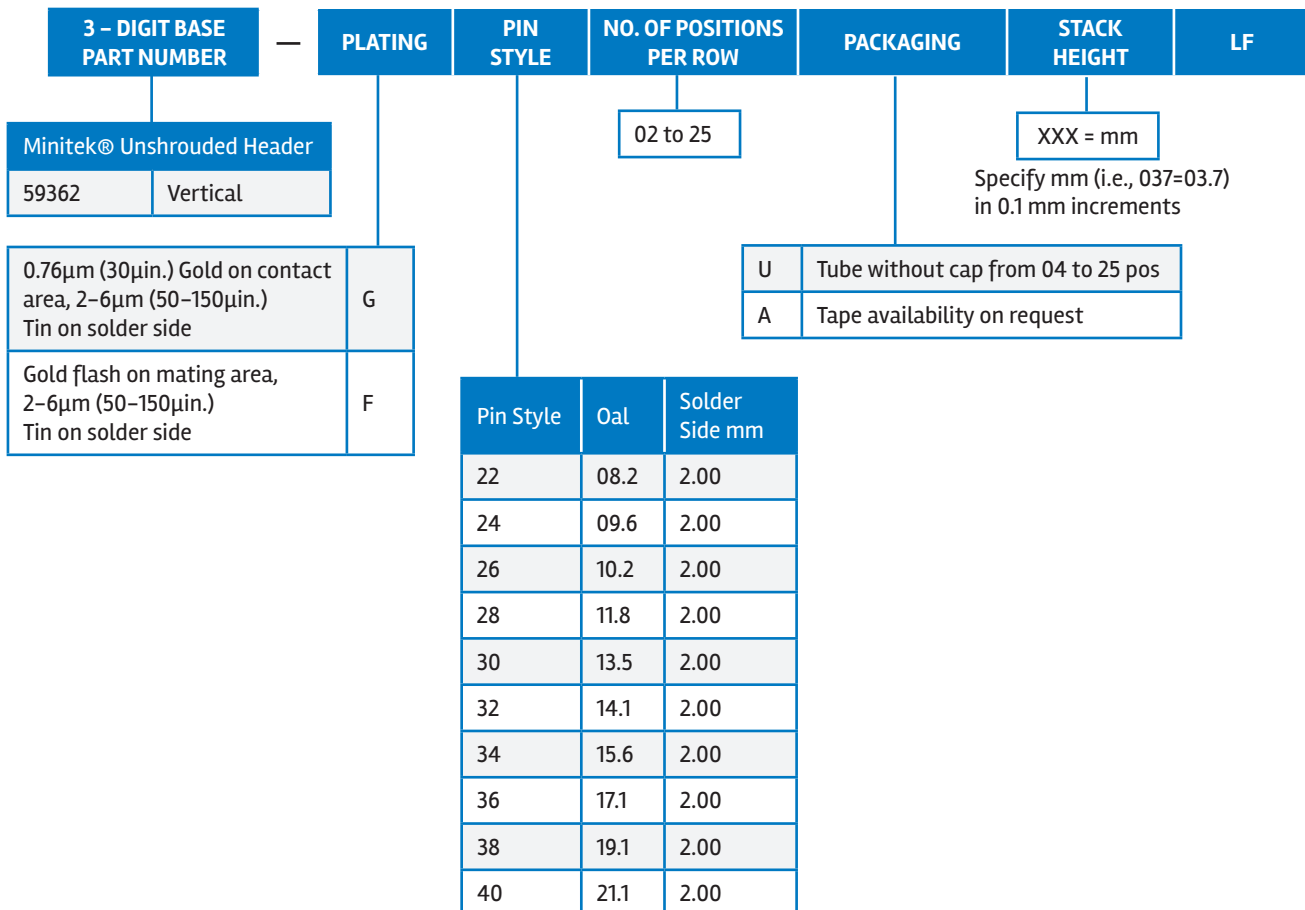 3 – DIGIT BASE
PART NUMBER
—
PLATING
PIN
STYLE
NO. OF POSITIONS
PER ROW
PACKAGING
STACK
HEIGHT
LF
Minitek® Unshrouded Header
59362 Vertical
02 to 25
XXX = mm
Specify mm (i.e., 037=03.7)
in 0.1 mm increments
0.76µm (30µin.) Gold on contact
area, 2–6µm (50–150µin.)
Tin on solder side
G
Gold flash on mating area,
2–6µm (50–150µin.)
Tin on solder side
F
U Tube without cap from 04 to 25 pos
A Tape availability on request
Pin Style Oal Solder
Side mm
22 08.2 2.00
24 09.6 2.00
26 10.2 2.00
28 11.8 2.00
30 13.5 2.00
32 14.1 2.00
34 15.6 2.00
36 17.1 2.00
38 19.1 2.00
40 21.1 2.00